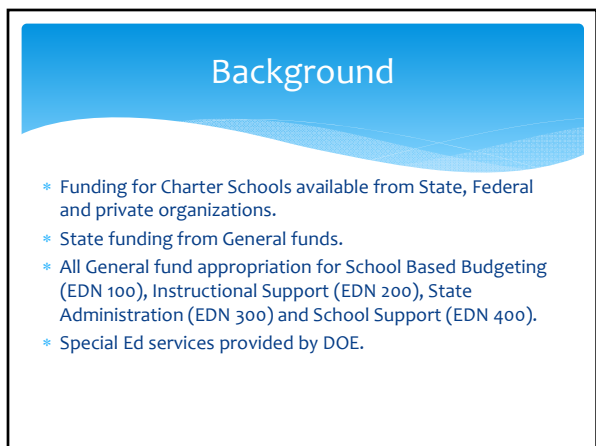 Background
* Funding for Charter Schools available from State, Federal
and private organizations.
* State funding from General funds.
* All General fund appropriation for School Based Budgeting
(EDN 100), Instructional Support (EDN 200), State
Administration (EDN 300) and School Support (EDN 400).
* Special Ed services provided by DOE.